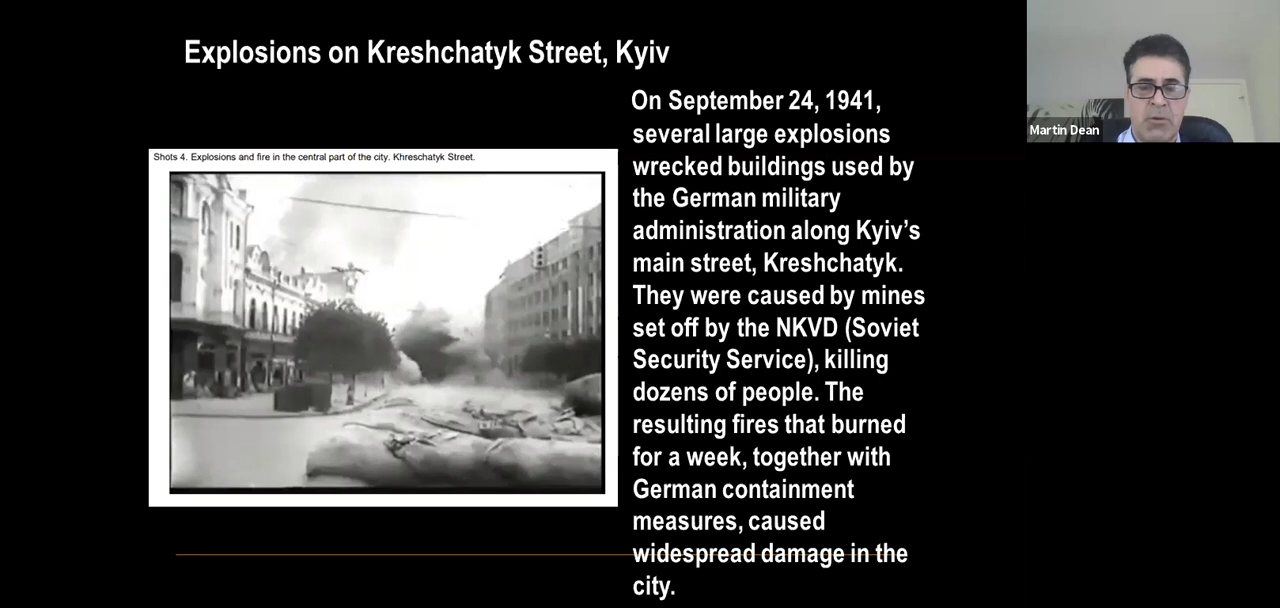 Explosions on Kreshchatyk Street, Kyiv
Shots 4. Explosions and fire in the central part of the city. Khreschatyk Street.
On September 24, 1941,
several large explosions
wrecked buildings used by
the German military
administration along Kyiv’s
main street, Kreshchatyk.
They were caused by mines
set off by the NKVD (Soviet
Security Service), killing
dozens of people. The
resulting fires that burned
for a week, together with
German containment
measures, caused
widespread damage in the
city.
Martin Dean